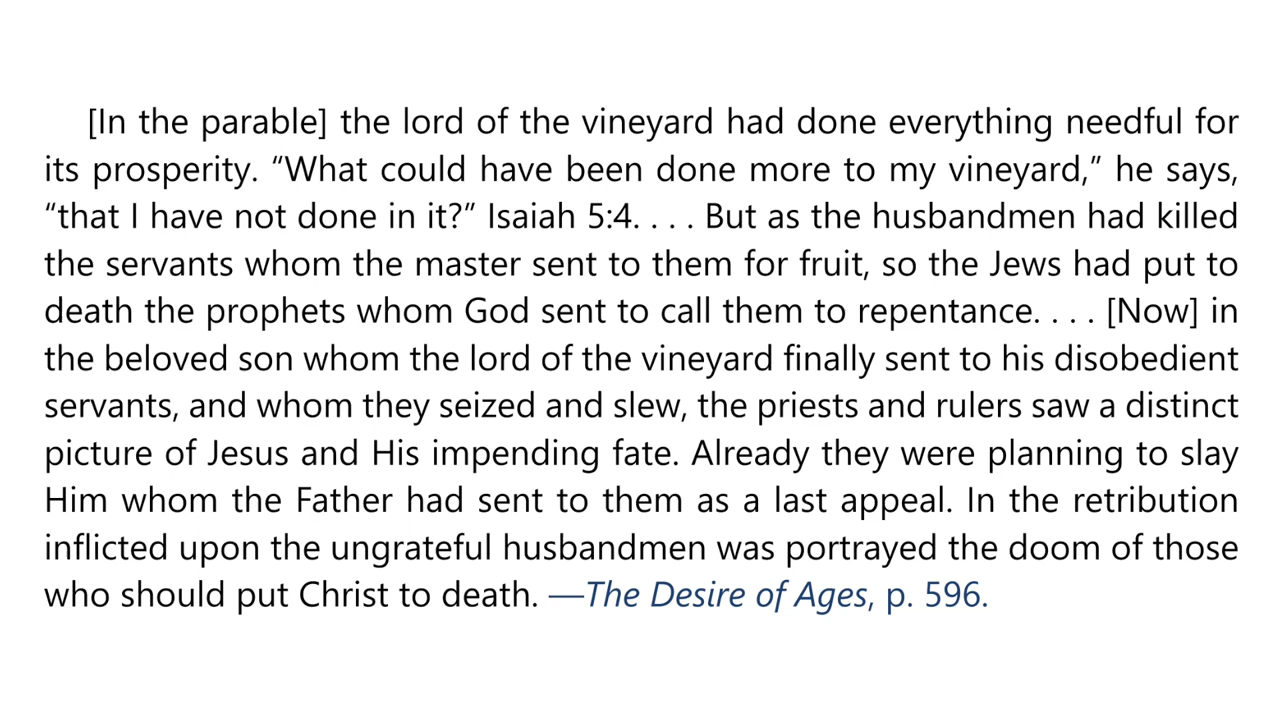 [In the parable] the lord of the vineyard had done everything needful for
its prosperity. “What could have been done more to my vineyard,” he says,
“that I have not done in it?” Isaiah 5:4. . . . But as the husbandmen had killed
the servants whom the master sent to them for fruit, so the Jews had put to
death the prophets whom God sent to call them to repentance. . . . [Now] in
the beloved son whom the lord of the vineyard finally sent to his disobedient
servants, and whom they seized and slew, the priests and rulers saw a distinct
picture of Jesus and His impending fate. Already they were planning to slay
Him whom the Father had sent to them as a last appeal. In the retribution
inflicted upon the ungrateful husbandmen was portrayed the doom of those
who should put Christ to death. —The Desire of Ages, p. 596.